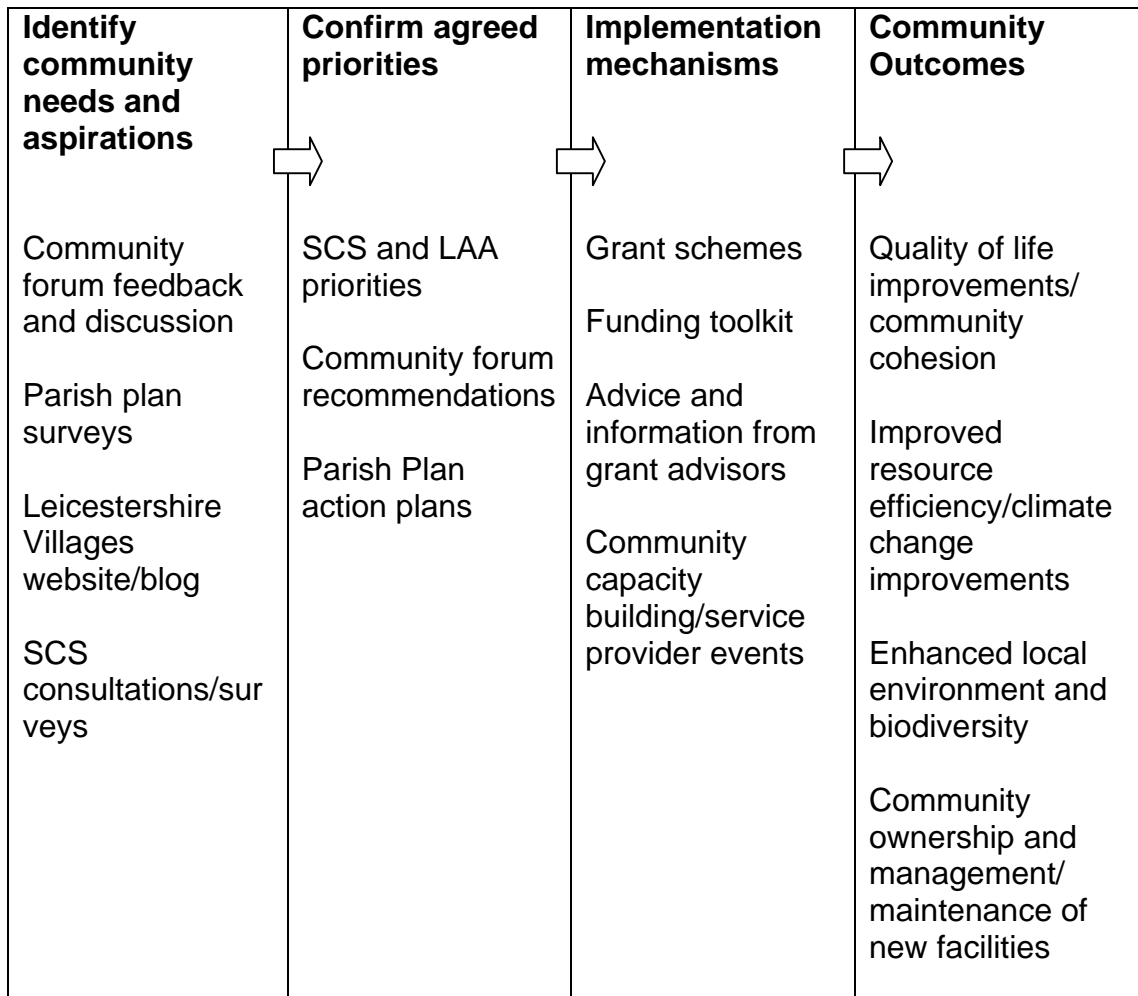 Identify
community
needs and
aspirations
Community
forum feedback
and discussion
Parish plan
surveys
Leicestershire
Villages
website/blog
SCS
consultations/sur
veys
Confirm agreed
priorities
SCS and LAA
priorities
Community forum
recommendations
Parish Plan
action plans
Implementation
mechanisms
Grant schemes
Funding toolkit
Advice and
information from
grant advisors
Community
capacity
building/service
provider events
Community
Outcomes
Quality of life
improvements/
community
cohesion
Improved
resource
efficiency/climate
change
improvements
Enhanced local
environment and
biodiversity
Community
ownership and
management/
maintenance of
new facilities